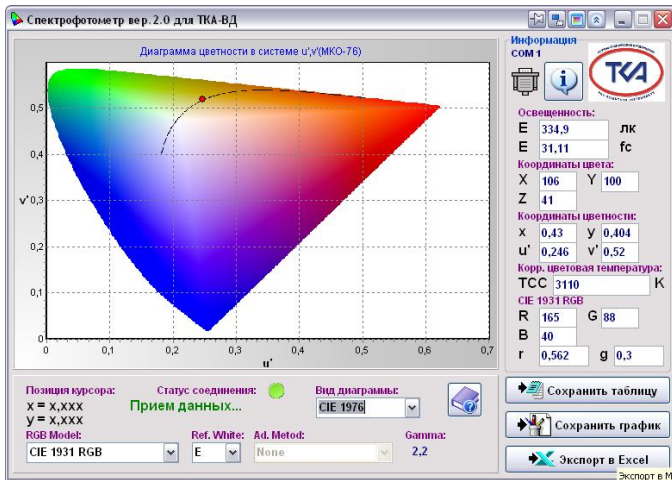 Спектрофотометр вер. 2.0 для ТКА-ВД
Диаграмма цветности в системе u',v'(МКО-76)
0,5
0,4
v' 0,3
0,2
0,1
0
0 0,1 0,2 0,3 0,4 0,5 0,6 0,7
u'
Информация
COM 1
ТКА
Освещенность:
E 334,9 лк
E 31,11 fc
Координаты цвета:
X 106 Y 100
Z 41
Координаты цветности:
x 0,43 y 0,404
u' 0,246 v' 0,52
Корр. цветовая температура:
TCC 3110 K
CIE 1931 RGB
R 165 G 88
B 40
r 0,562 g 0,3
Позиция курсора:
x = x,xxx
y = x,xxx
Статус соединения:
Прием данных...
Вид диаграммы:
CIE 1976
RGB Model:
CIE 1931 RGB
Ref. White:
E
Ad. Metod:
None
Gamma:
2,2
Сохранить таблицу
Сохранить график
Экспорт в Excel
Экспорт в М